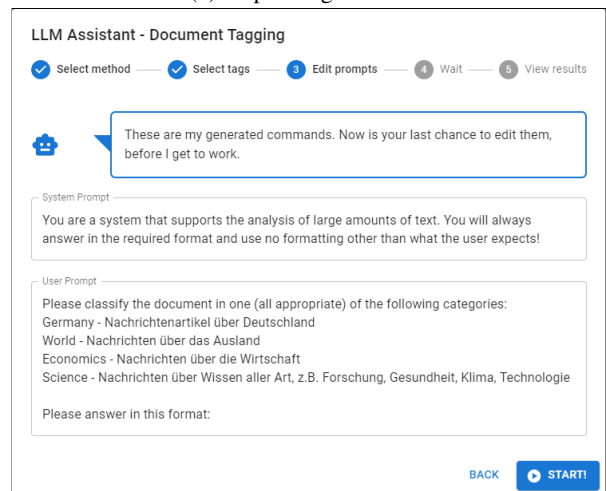 LLM Assistant - Document Tagging
Select method Select tags 3 Edit prompts 4 Wait 5 View results
These are my generated commands. Now is your last chance to edit them,
before I get to work.
System Prompt
You are a system that supports the analysis of large amounts of text. You will always
answer in the required format and use no formatting other than what the user expects!
User Prompt
Please classify the document in one (all appropriate) of the following categories:
Germany - Nachrichtenartikel über Deutschland
World - Nachrichten über das Ausland
Economics - Nachrichten über die Wirtschaft
Science - Nachrichten über Wissen aller Art, z.B. Forschung, Gesundheit, Klima, Technologie
Please answer in this format:
BACK START!